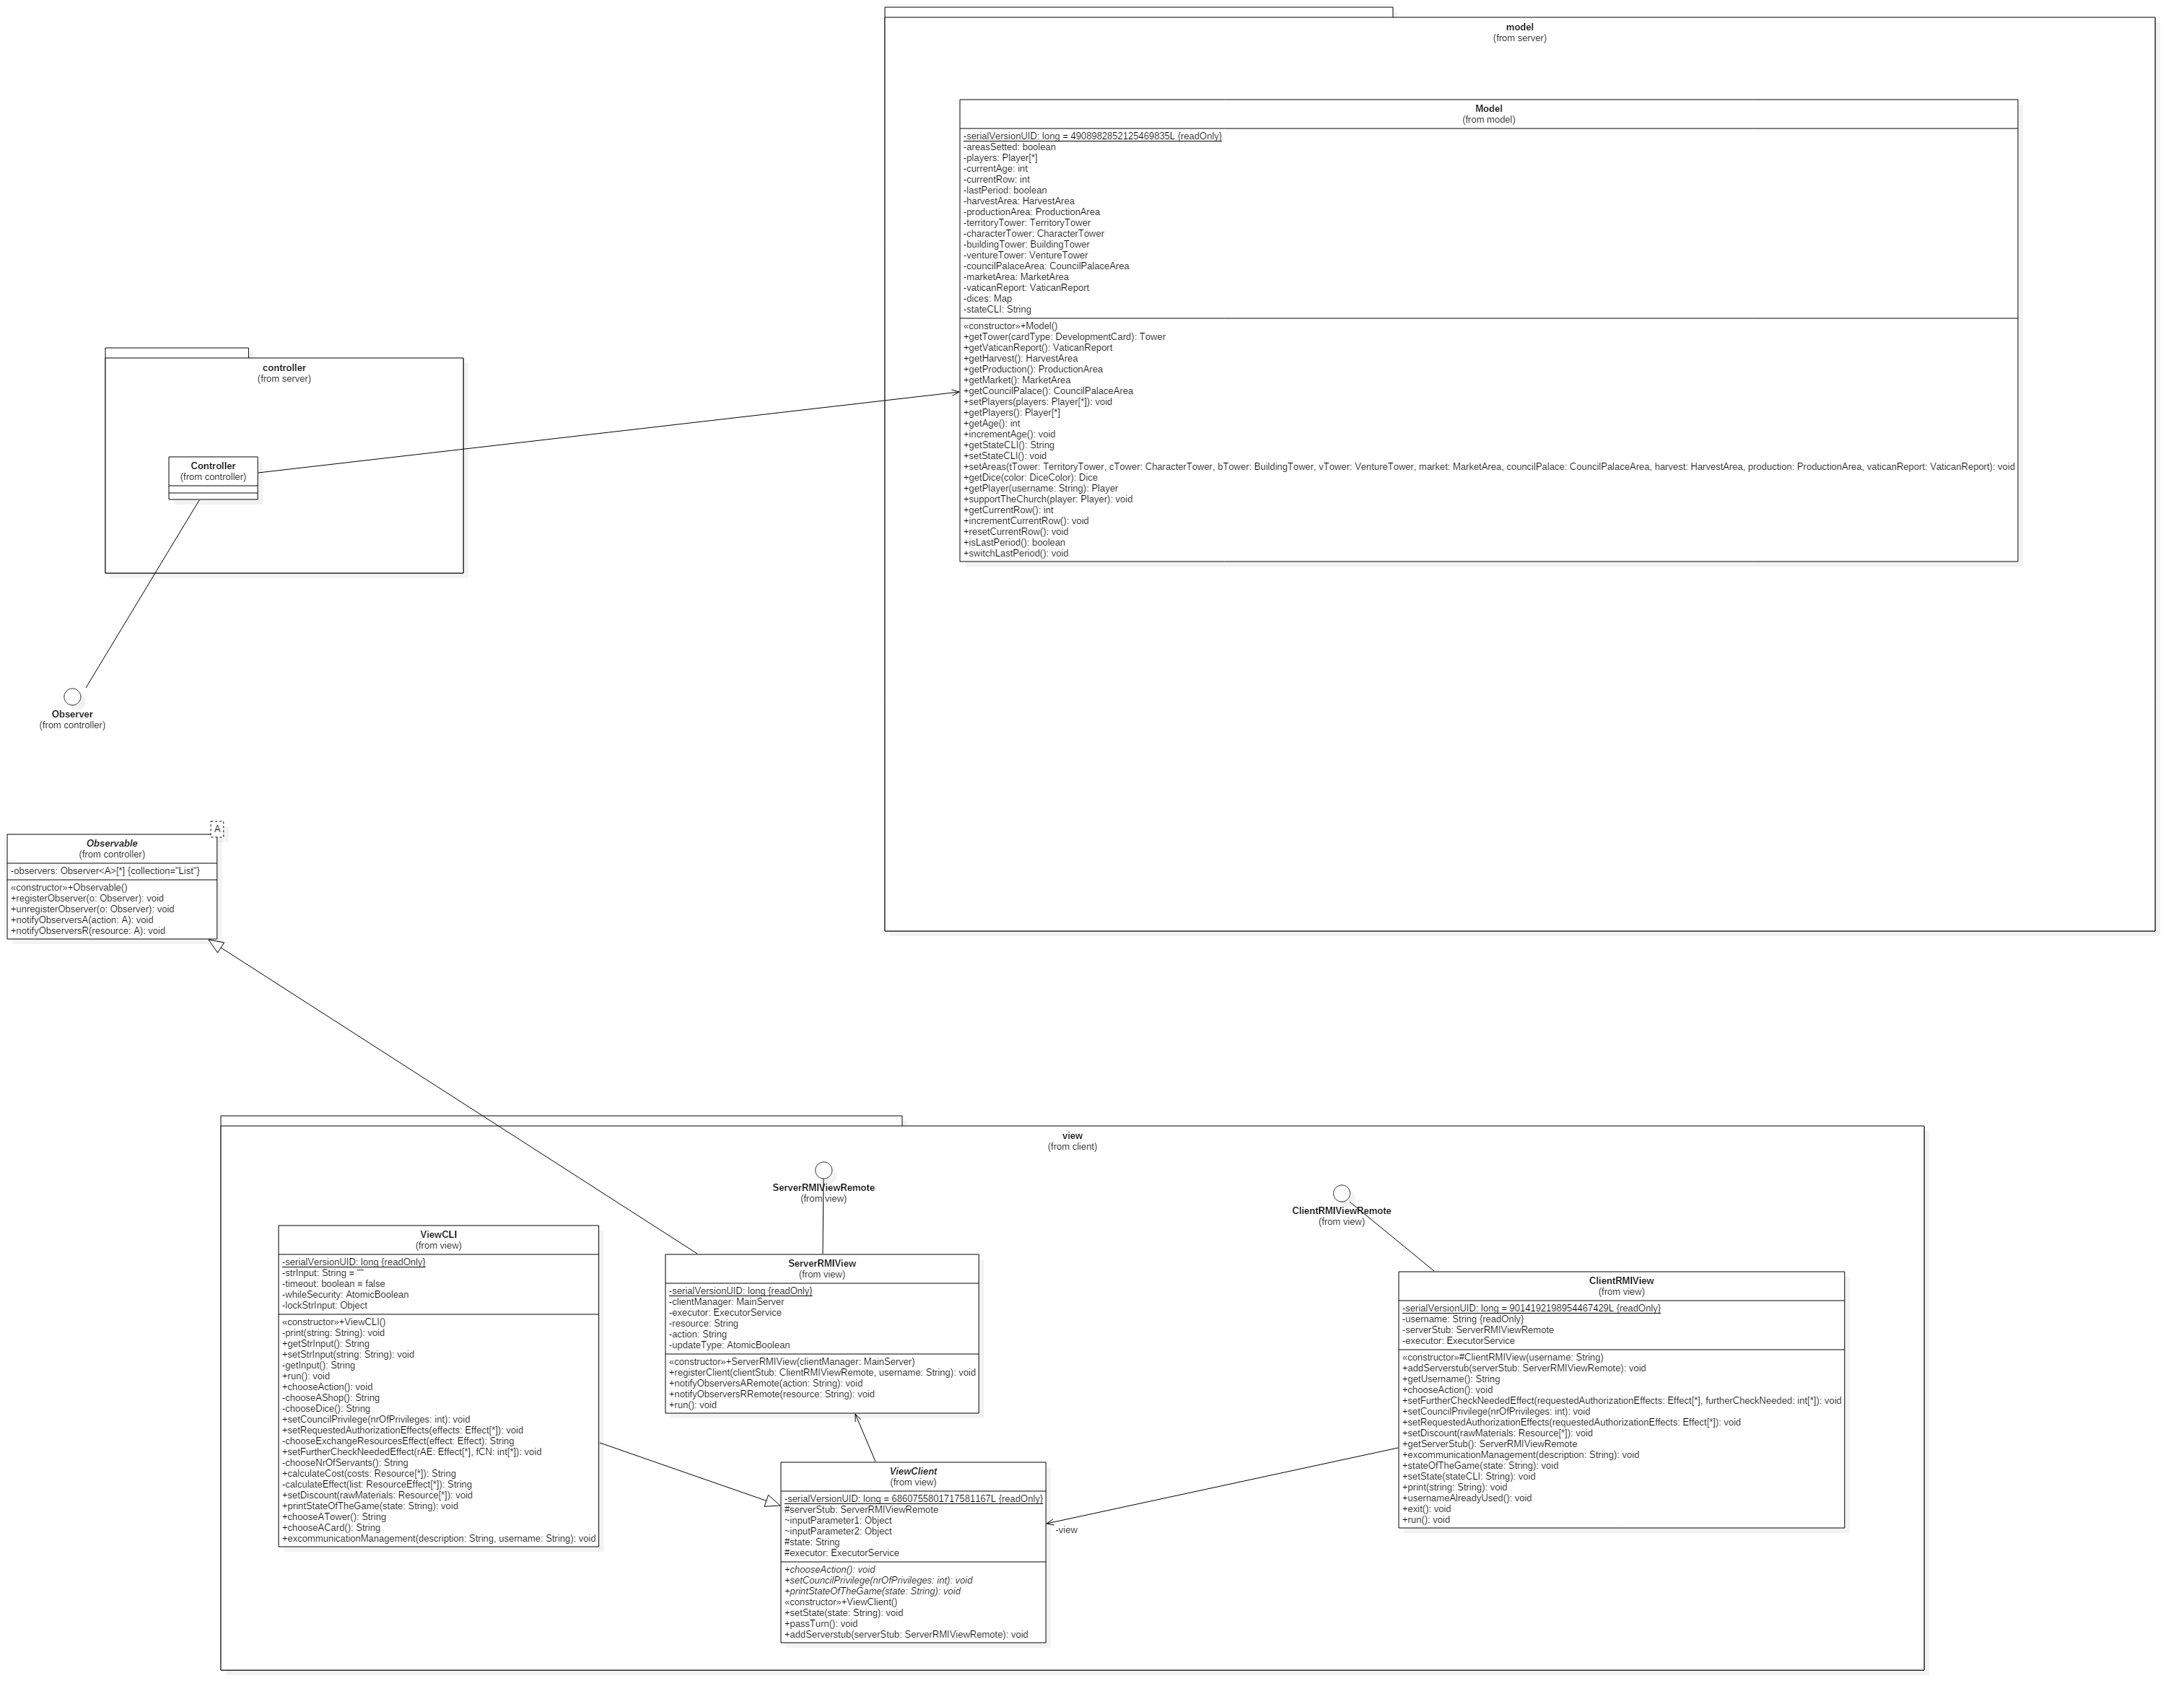 model
(from server)
Model
(from model)
-serialVersionUID: long = 4908982852125469835L {readOnly}
-areasSetted: boolean
-players: Player[*]
-currentAge: int
-currentRow: int
-lastPeriod: boolean
-harvestArea: HarvestArea
-productionArea: ProductionArea
-territoryTower: TerritoryTower
-characterTower: CharacterTower
-buildingTower: BuildingTower
-ventureTower: VentureTower
-councilPalaceArea: CouncilPalaceArea
-marketArea: MarketArea
-vaticanReport: VaticanReport
-dices: Map
-stateCLI: String
«constructor»+Model()
+getTower(cardType: DevelopmentCard): Tower
+getVaticanReport(): VaticanReport
+getHarvest(): HarvestArea
+getProduction(): ProductionArea
+getMarket(): MarketArea
+getCouncilPalace(): CouncilPalaceArea
+setPlayers(players: Player[*]): void
+getPlayers(): Player[*]
+getAge(): int
+incrementAge(): void
+getStateCLI(): String
+setStateCLI(): void
+setAreas(tTower: TerritoryTower, cTower: CharacterTower, bTower: BuildingTower, vTower: VentureTower, market: MarketArea, councilPalace: CouncilPalaceArea, harvest: HarvestArea, production: ProductionArea, vaticanReport: VaticanReport): void
+getDice(color: DiceColor): Dice
+getPlayer(username: String): Player
+supportTheChurch(player: Player): void
+getCurrentRow(): int
+incrementCurrentRow(): void
+resetCurrentRow(): void
+isLastPeriod(): boolean
+switchLastPeriod(): void
controller
(from server)
Controller
(from controller)
Observer
(from controller)
A
Observable
(from controller)
-observers: Observer<A>[*] {collection="List"}
«constructor»+Observable()
+registerObserver(o: Observer): void
+unregisterObserver(o: Observer): void
+notifyObserversA(action: A): void
+notifyObserversR(resource: A): void
view
(from client)
ServerRMIViewRemote
(from view)
ClientRMIViewRemote
(from view)
ViewCLI
(from view)
-serialVersionUID: long {readOnly}
-strInput: String = ""
-timeout: boolean = false
-whileSecurity: AtomicBoolean
-lockStrInput: Object
«constructor»+ViewCLI()
-print(string: String): void
+getStrInput(): String
+setStrInput(string: String): void
-getInput(): String
+run(): void
+chooseAction(): void
-chooseAShop(): String
-chooseDice(): String
+setCouncilPrivilege(nrOfPrivileges: int): void
+setRequestedAuthorizationEffects(effects: Effect[*]): void
-chooseExchangeResourcesEffect(effect: Effect): String
+setFurtherCheckNeededEffect(rAE: Effect[*], fCN: int[*]): void
-chooseNrOfServants(): String
+calculateCost(costs: Resource[*]): String
-calculateEffect(list: ResourceEffect[*]): String
+setDiscount(rawMaterials: Resource[*]): void
+printStateOfTheGame(state: String): void
+chooseATower(): String
+chooseACard(): String
+excommunicationManagement(description: String, username: String): void
ServerRMIView
(from view)
-serialVersionUID: long {readOnly}
-clientManager: MainServer
-executor: ExecutorService
-resource: String
-action: String
-updateType: AtomicBoolean
«constructor»+ServerRMIView(clientManager: MainServer)
+registerClient(clientStub: ClientRMIViewRemote, username: String): void
+notifyObserversARemote(action: String): void
+notifyObserversRRemote(resource: String): void
+run(): void
ClientRMIView
(from view)
-serialVersionUID: long = 9014192198954467429L {readOnly}
-username: String {readOnly}
-serverStub: ServerRMIViewRemote
-executor: ExecutorService
«constructor»#ClientRMIView(username: String)
+addServerstub(serverStub: ServerRMIViewRemote): void
+getUsername(): String
+chooseAction(): void
+setFurtherCheckNeededEffect(requestedAuthorizationEffects: Effect[*], furtherCheckNeeded: int[*]): void
+setCouncilPrivilege(nrOfPrivileges: int): void
+setRequestedAuthorizationEffects(requestedAuthorizationEffects: Effect[*]): void
+setDiscount(rawMaterials: Resource[*]): void
+getServerStub(): ServerRMIViewRemote
+excommunicationManagement(description: String): void
+stateOfTheGame(state: String): void
+setState(stateCLI: String): void
+print(string: String): void
+usernameAlreadyUsed(): void
+exit(): void
+run(): void
ViewClient
(from view)
-serialVersionUID: long = 6860755801717581167L {readOnly}
#serverStub: ServerRMIViewRemote
~inputParameter1: Object
~inputParameter2: Object
#state: String
#executor: ExecutorService
+chooseAction(): void
+setCouncilPrivilege(nrOfPrivileges: int): void
+printStateOfTheGame(state: String): void
«constructor»+ViewClient()
+setState(state: String): void
+passTurn(): void
+addServerstub(serverStub: ServerRMIViewRemote): void
-view